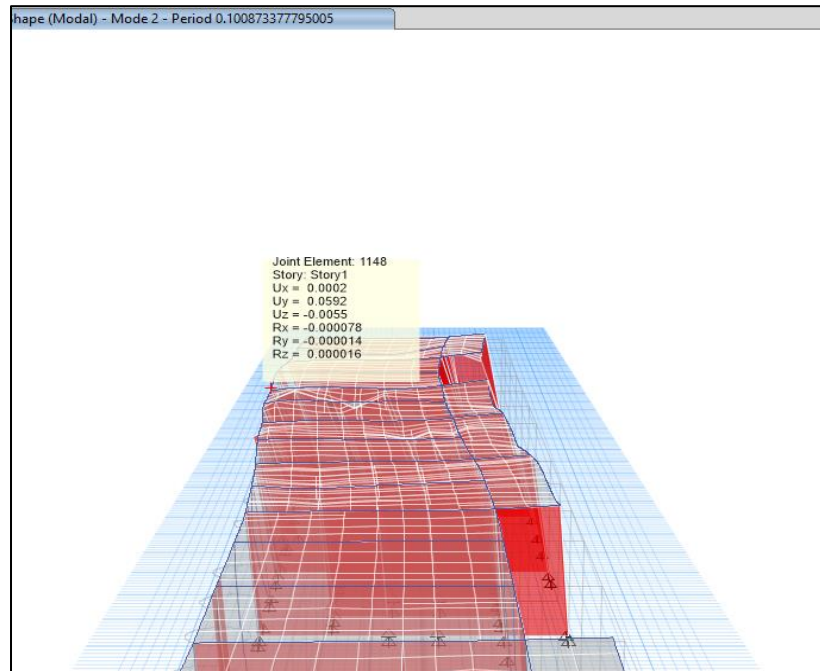 hape (Modal) - Mode 2 - Period 0.100873377795005
Joint Element: 1148
Story: Story1
Ux = 0.0002
Uy = 0.0592
Uz = -0.0055
Rx = -0.000078
Ry = -0.000014
Rz = 0.000016